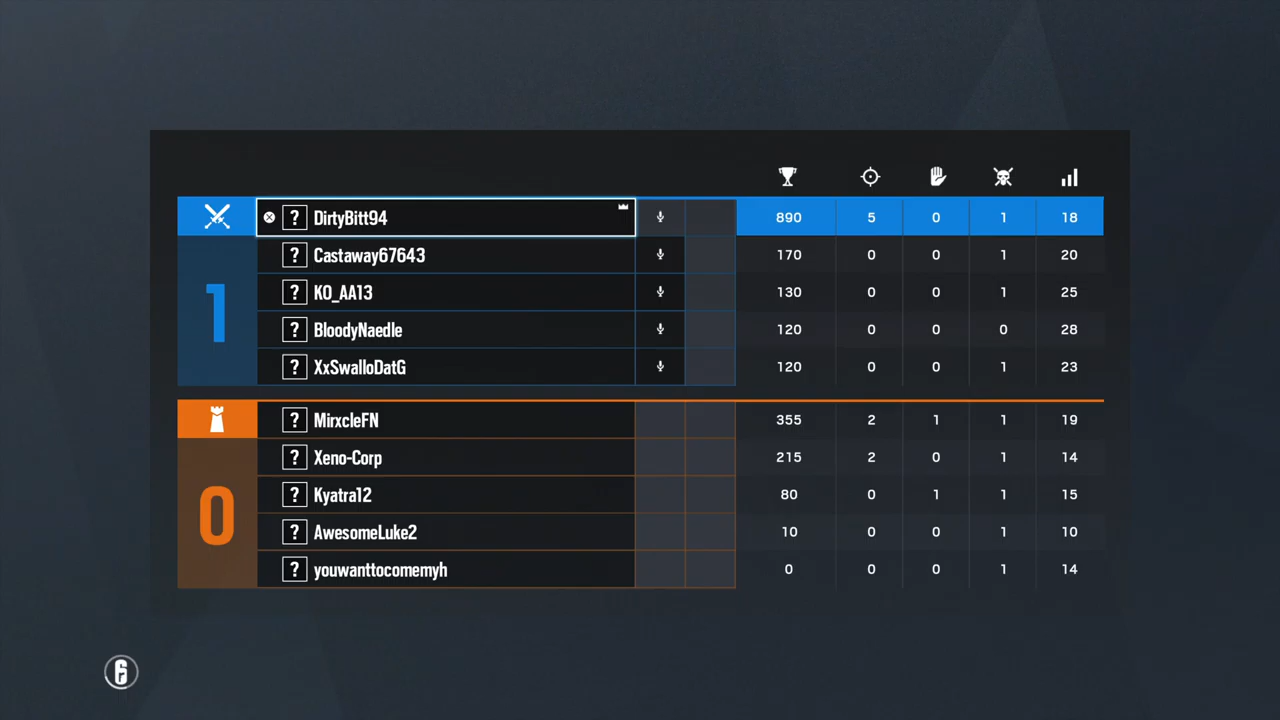 ? DirtyBitt94 890 5 0 1 18
? Castaway67643 170 0 0 1 20
1
? KO_AA13 130 0 0 1 25
? BloodyNaedle 120 0 0 0 28
? XxSwalloDatG 120 0 0 1 23
? MirxcleFN 355 2 1 1 19
? Xeno-Corp 215 2 0 1 14
0
? Kyatra12 80 0 1 1 15
? AwesomeLuke2 10 0 0 1 10
? youwanttocomemyh 0 0 0 1 14
6